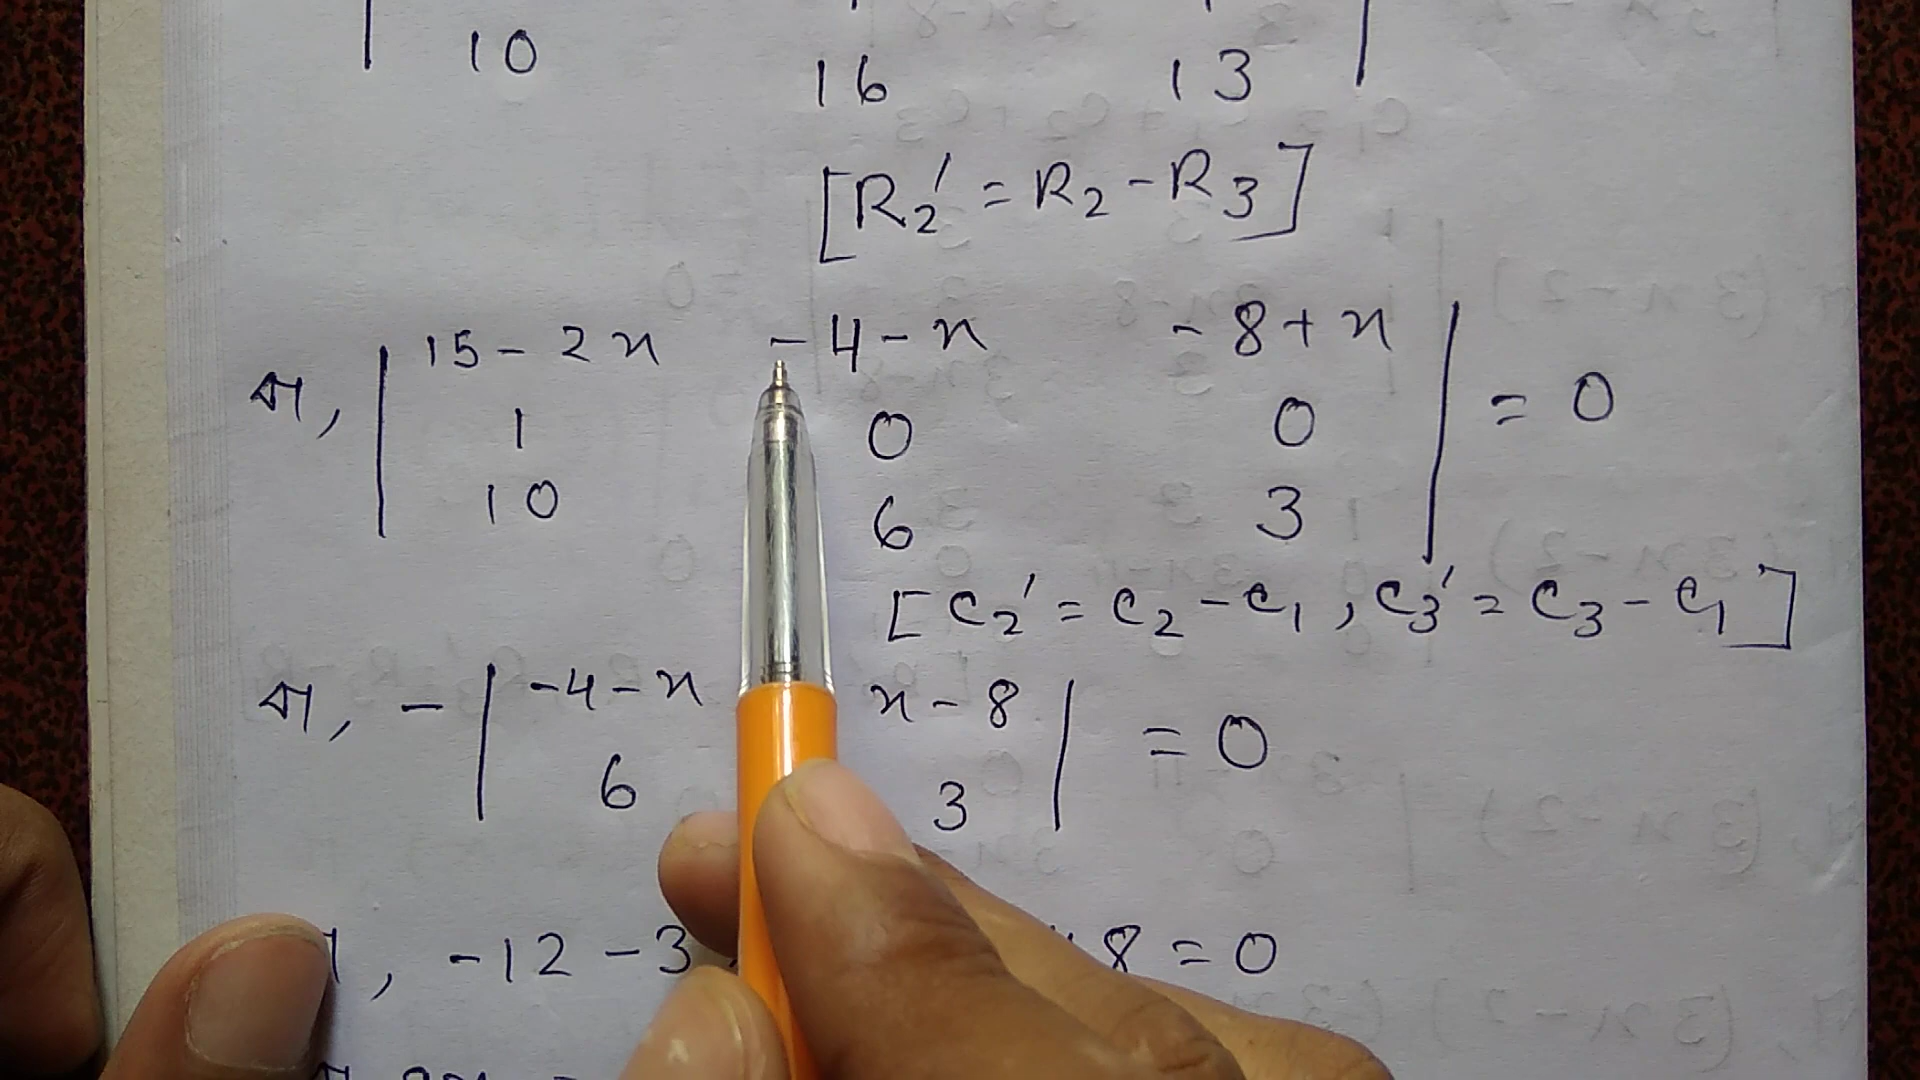 10 16 13
[R₂' = R₂ - R₃]
বা, | 15 - 2x   - 4 - x   - 8 + x |
| 1   0   0 | = 0
| 10   6   3 |
[C₂' = C₂ - C₁, C₃' = C₃ - C₁]
বা, - | -4 - x   x - 8 | = 0
| 6   3 |
, -12 - 3 8 = 0